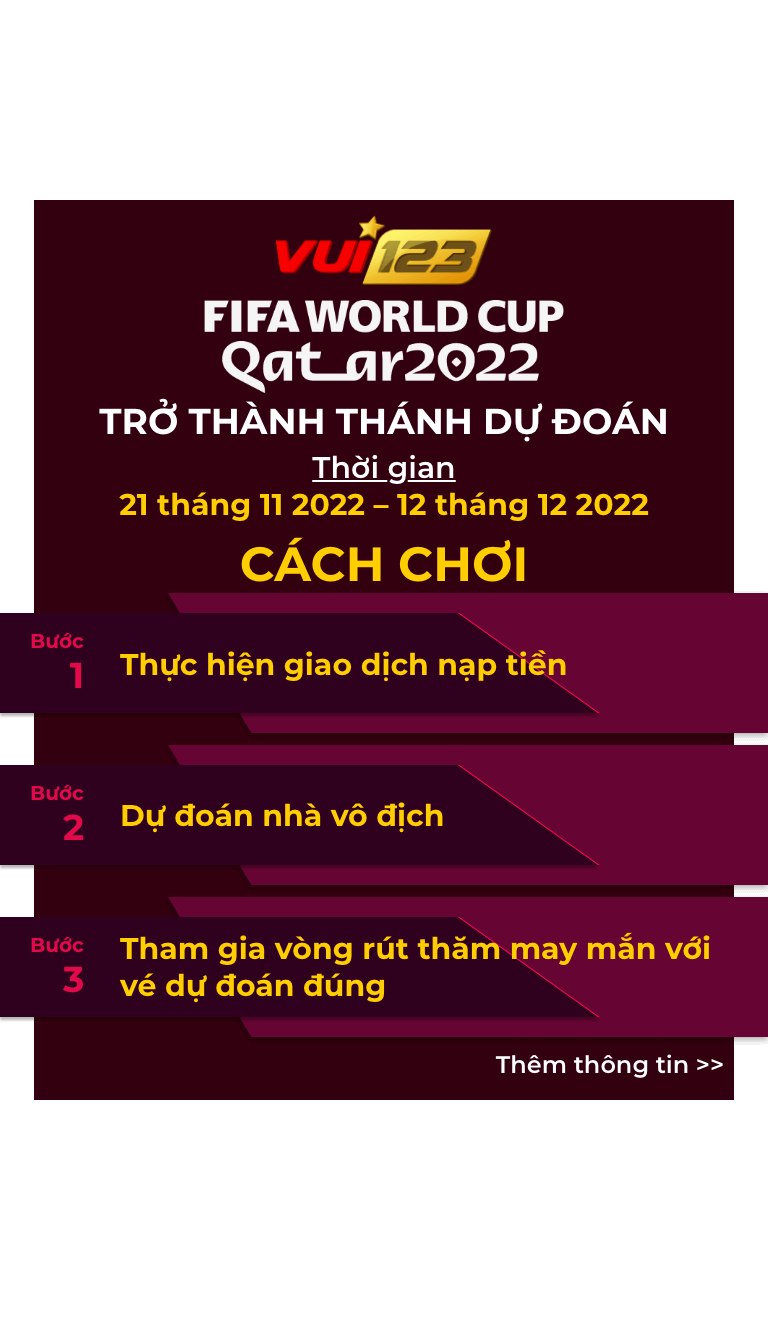 VUI123
FIFA WORLD CUP
Qatar2022
TRỞ THÀNH THÁNH DỰ ĐOÁN
Thời gian
21 tháng 11 2022 – 12 tháng 12 2022
CÁCH CHƠI
Bước
1
Thực hiện giao dịch nạp tiền
Bước
2
Dự đoán nhà vô địch
Bước
3
Tham gia vòng rút thăm may mắn với
vé dự đoán đúng
Thêm thông tin >>